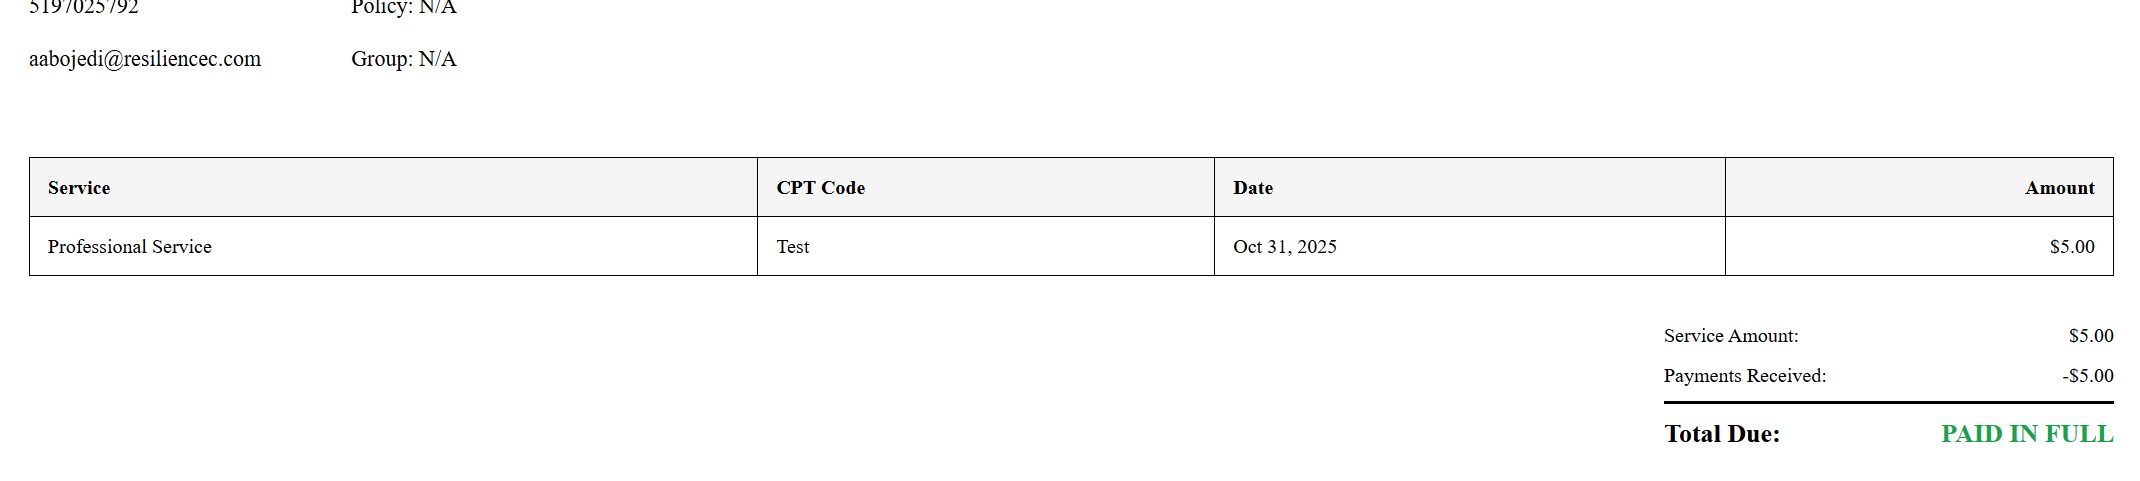 5197025792 Policy: N/A
aabojedi@resiliencec.com Group: N/A
Service CPT Code Date Amount
Professional Service Test Oct 31, 2025 $5.00
Service Amount: $5.00
Payments Received: -$5.00
Total Due: PAID IN FULL